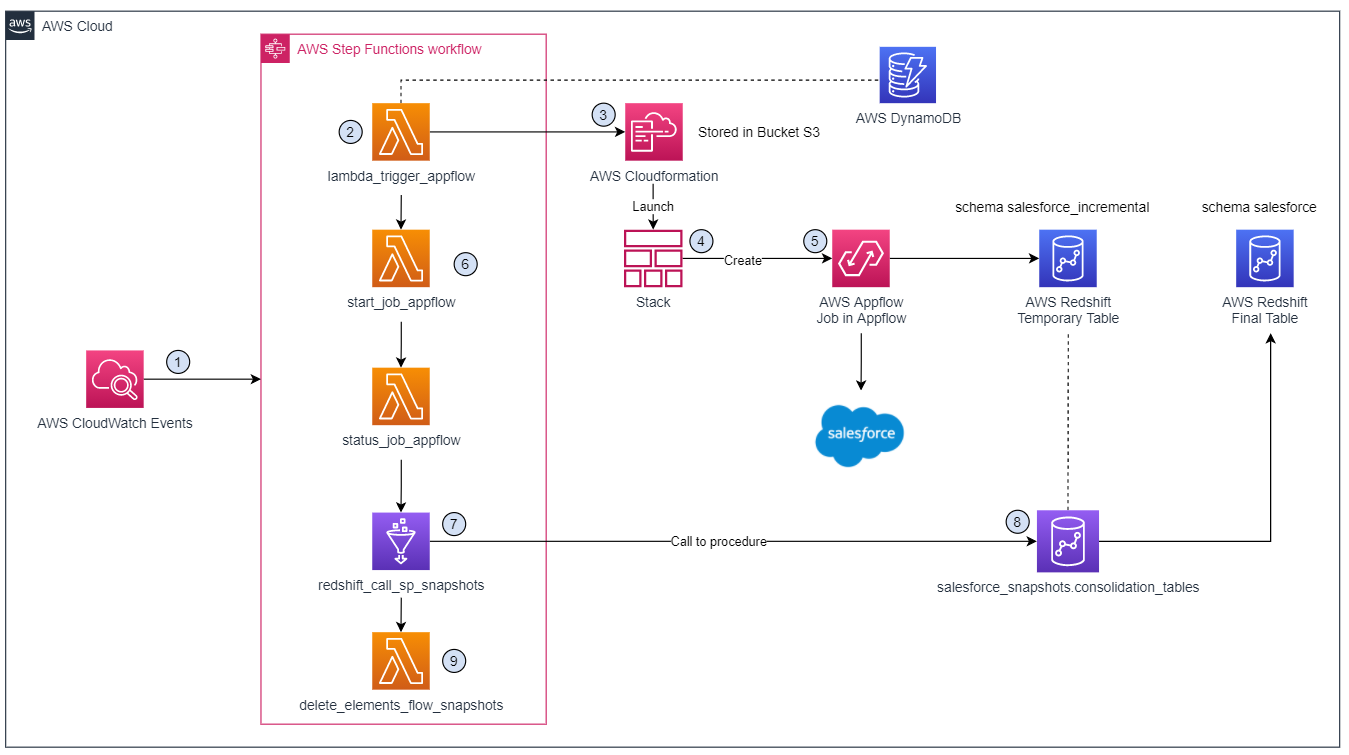 aws
AWS Cloud
AWS Step Functions workflow
AWS DynamoDB
2
3
Stored in Bucket S3
lambda_trigger_appflow
AWS Cloudformation
Launch
schema salesforce_incremental
schema salesforce
6
4
Create
5
start_job_appflow
Stack
AWS Appflow
Job in Appflow
AWS Redshift
Temporary Table
AWS Redshift
Final Table
1
AWS CloudWatch Events
status_job_appflow
salesforce
7
Call to procedure
8
redshift_call_sp_snapshots
salesforce_snapshots.consolidation_tables
9
delete_elements_flow_snapshots